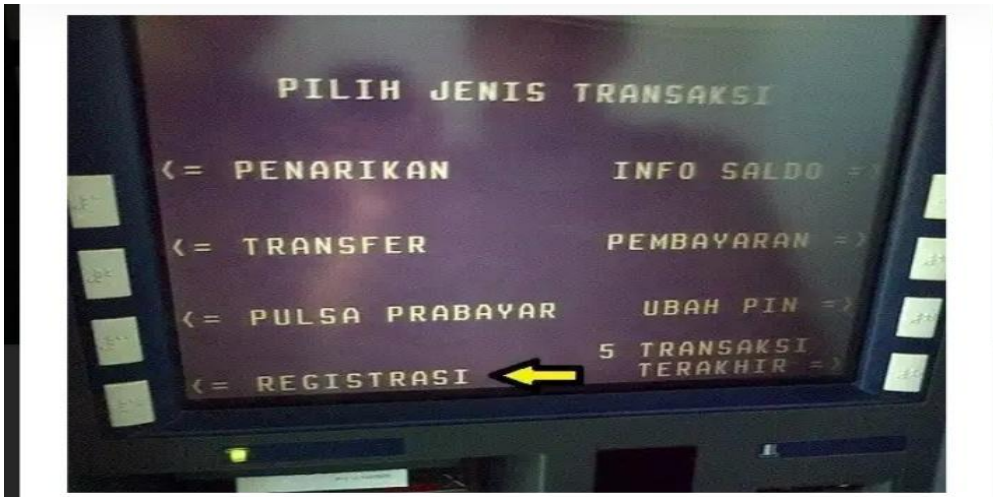 PILIH JENIS TRANSAKSI
<= PENARIKAN
INFO SALDO =>
<= TRANSFER
PEMBAYARAN =>
<= PULSA PRABAYAR
UBAH PIN =>
<= REGISTRASI
5 TRANSAKSI
TERAKHIR =>